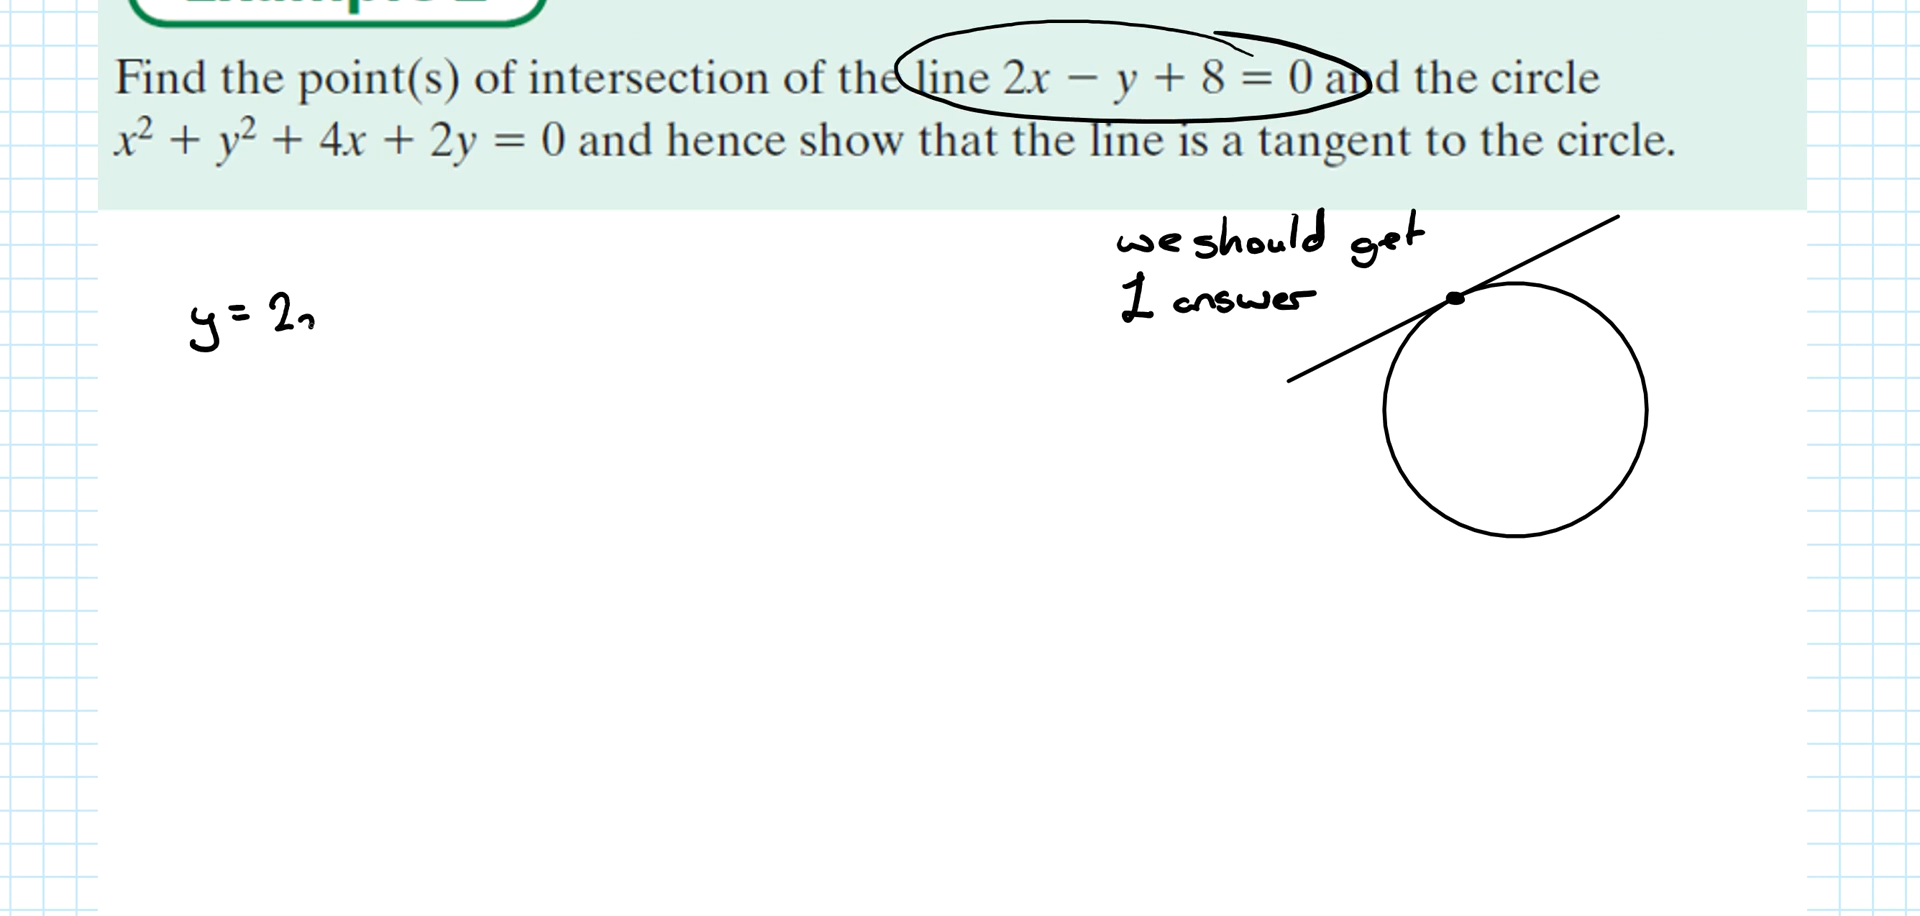 Find the point(s) of intersection of the line 2x − y + 8 = 0 and the circle
x² + y² + 4x + 2y = 0 and hence show that the line is a tangent to the circle.
we should get
1 answer
y = 2